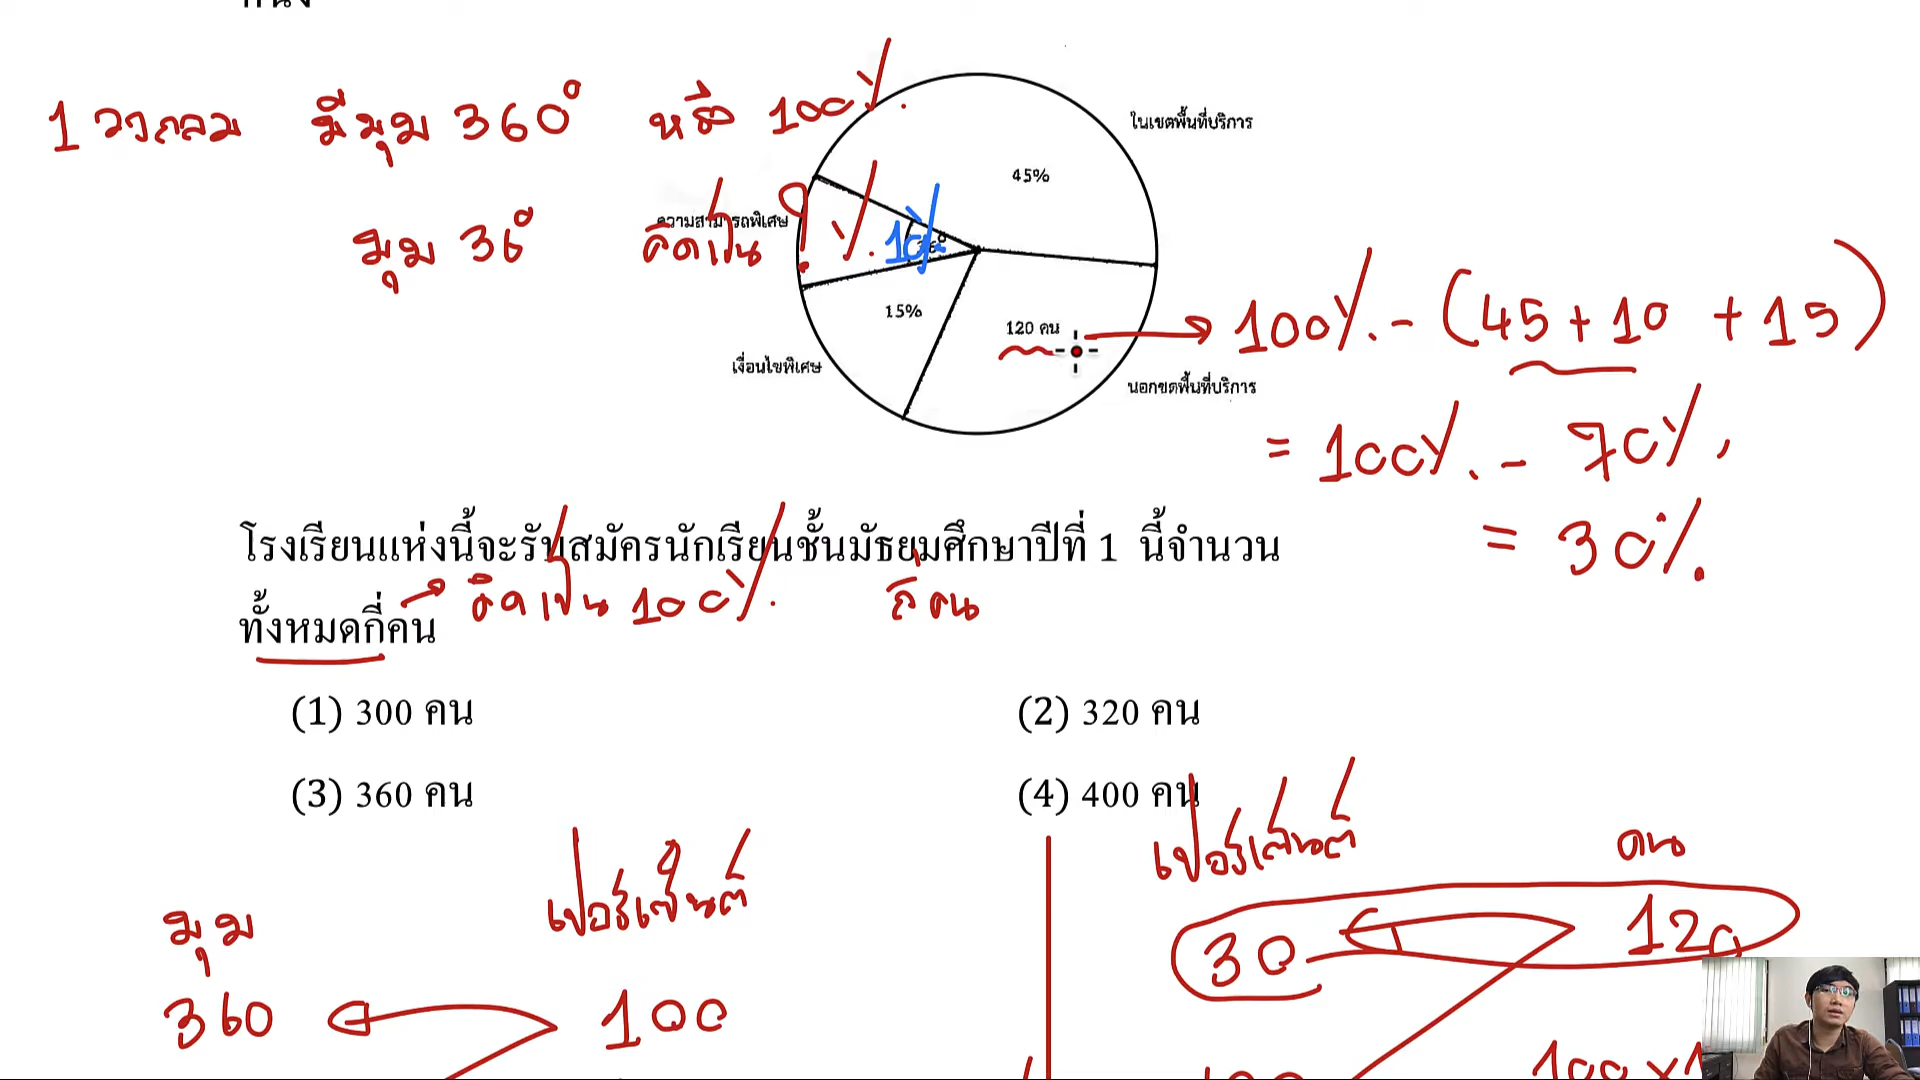 1 วงกลม มีมุม 360° หรือ 100%.
ในเขตพื้นที่บริการ
45%
มุม 36° คิดเป็น ? %.
ความสามารถพิเศษ
10%
36°
15%
120 คน
100% - (45 + 10 + 15)
เงื่อนไขพิเศษ
นอกขตพื้นที่บริการ
= 100% - 70%
= 30%
โรงเรียนแห่งนี้จะรับสมัครนักเรียนชั้นมัธยมศึกษาปีที่ 1 นี้จำนวน
ทั้งหมดกี่คน
คิดเป็น 100% กี่คน
(1) 300 คน
(2) 320 คน
(3) 360 คน
(4) 400 คน
มุม เปอร์เซ็นต์
360 100
เปอร์เซ็นต์ คน
30 120